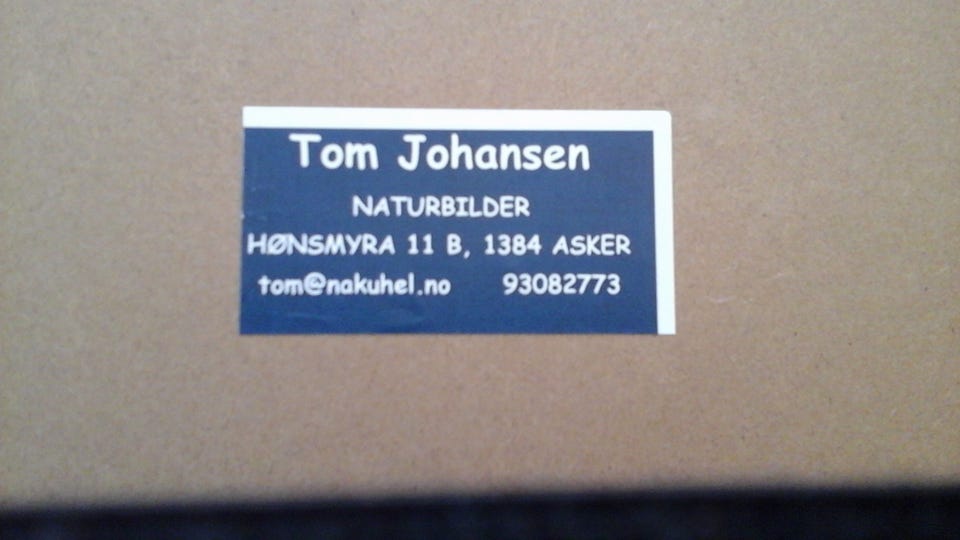 Tom Johansen
NATURBILDER
HØNSMYRA 11 B, 1384 ASKER
tom@nakuhel.no 93082773